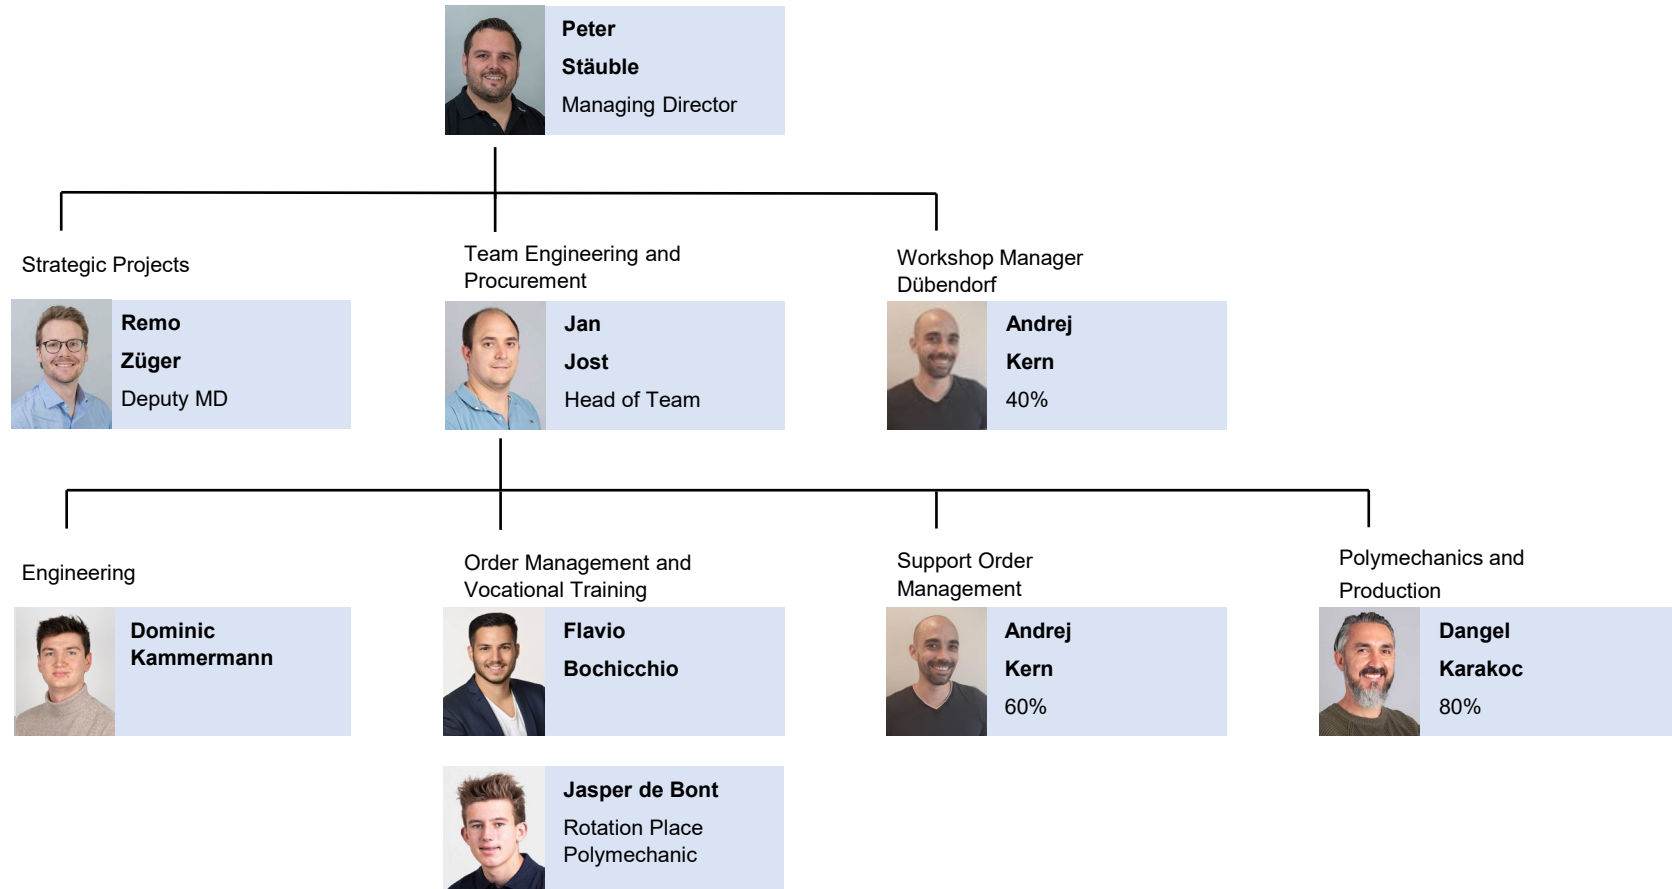 Peter
Stäuble
Managing Director
Strategic Projects
Remo
Züger
Deputy MD
Team Engineering and
Procurement
Jan
Jost
Head of Team
Workshop Manager
Dübendorf
Andrej
Kern
40%
Engineering
Dominic
Kammermann
Order Management and
Vocational Training
Flavio
Bochicchio
Jasper de Bont
Rotation Place
Polymechanic
Support Order
Management
Andrej
Kern
60%
Polymechanics and
Production
Dangel
Karakoc
80%